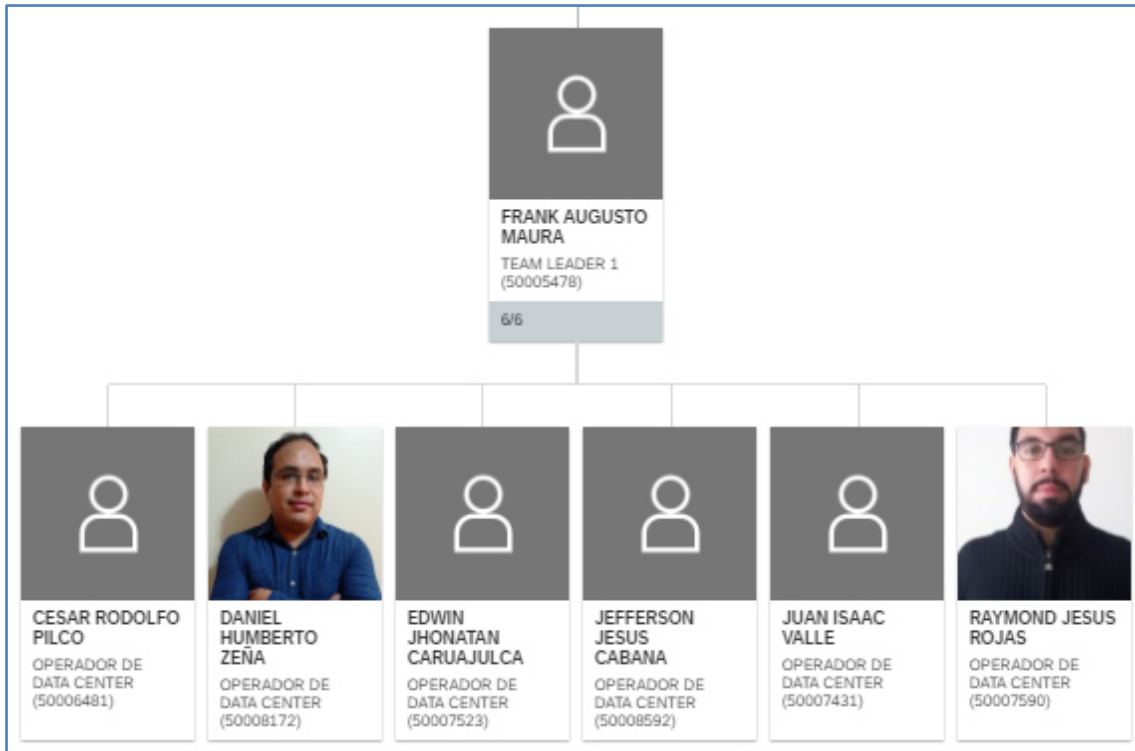 FRANK AUGUSTO
MAURA
TEAM LEADER 1
(50005478)
6/6
CESAR RODOLFO
PILCO
OPERADOR DE
DATA CENTER
(50006481)
DANIEL
HUMBERTO
ZEÑA
OPERADOR DE
DATA CENTER
(50008172)
EDWIN
JHONATAN
CARUAJULCA
OPERADOR DE
DATA CENTER
(50007523)
JEFFERSON
JESUS
CABANA
OPERADOR DE
DATA CENTER
(50008592)
JUAN ISAAC
VALLE
OPERADOR DE
DATA CENTER
(50007431)
RAYMOND JESUS
ROJAS
OPERADOR DE
DATA CENTER
(50007590)